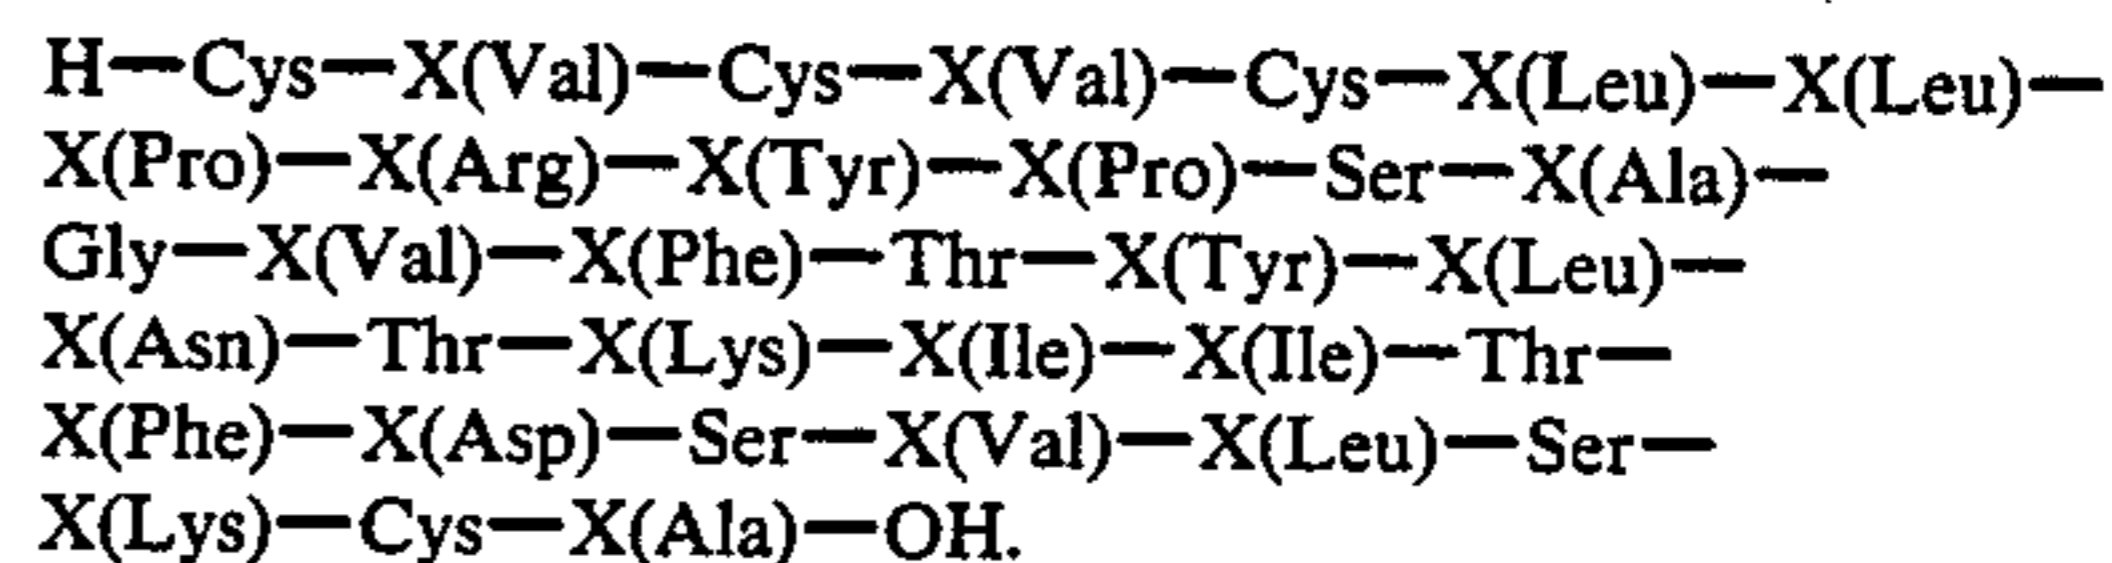 H—Cys—X(Val)—Cys—X(Val)—Cys—X(Leu)—X(Leu)—
X(Pro)—X(Arg)—X(Tyr)—X(Pro)—Ser—X(Ala)—
Gly—X(Val)—X(Phe)—Thr—X(Tyr)—X(Leu)—
X(Asn)—Thr—X(Lys)—X(Ile)—X(Ile)—Thr—
X(Phe)—X(Asp)—Ser—X(Val)—X(Leu)—Ser—
X(Lys)—Cys—X(Ala)—OH.